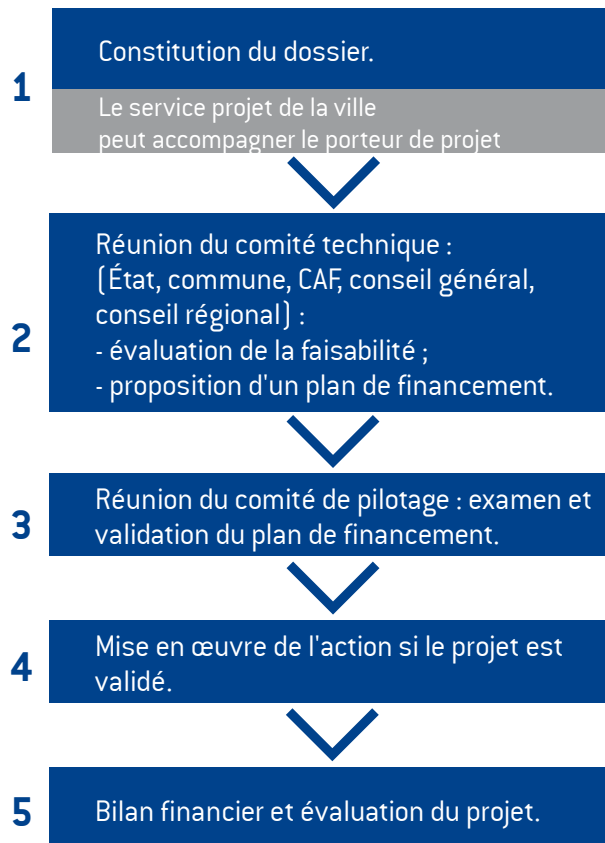 1
Constitution du dossier.
Le service projet de la ville
peut accompagner le porteur de projet
2
Réunion du comité technique :
(État, commune, CAF, conseil général,
conseil régional) :
- évaluation de la faisabilité ;
- proposition d'un plan de financement.
3
Réunion du comité de pilotage : examen et
validation du plan de financement.
4
Mise en œuvre de l'action si le projet est
validé.
5
Bilan financier et évaluation du projet.